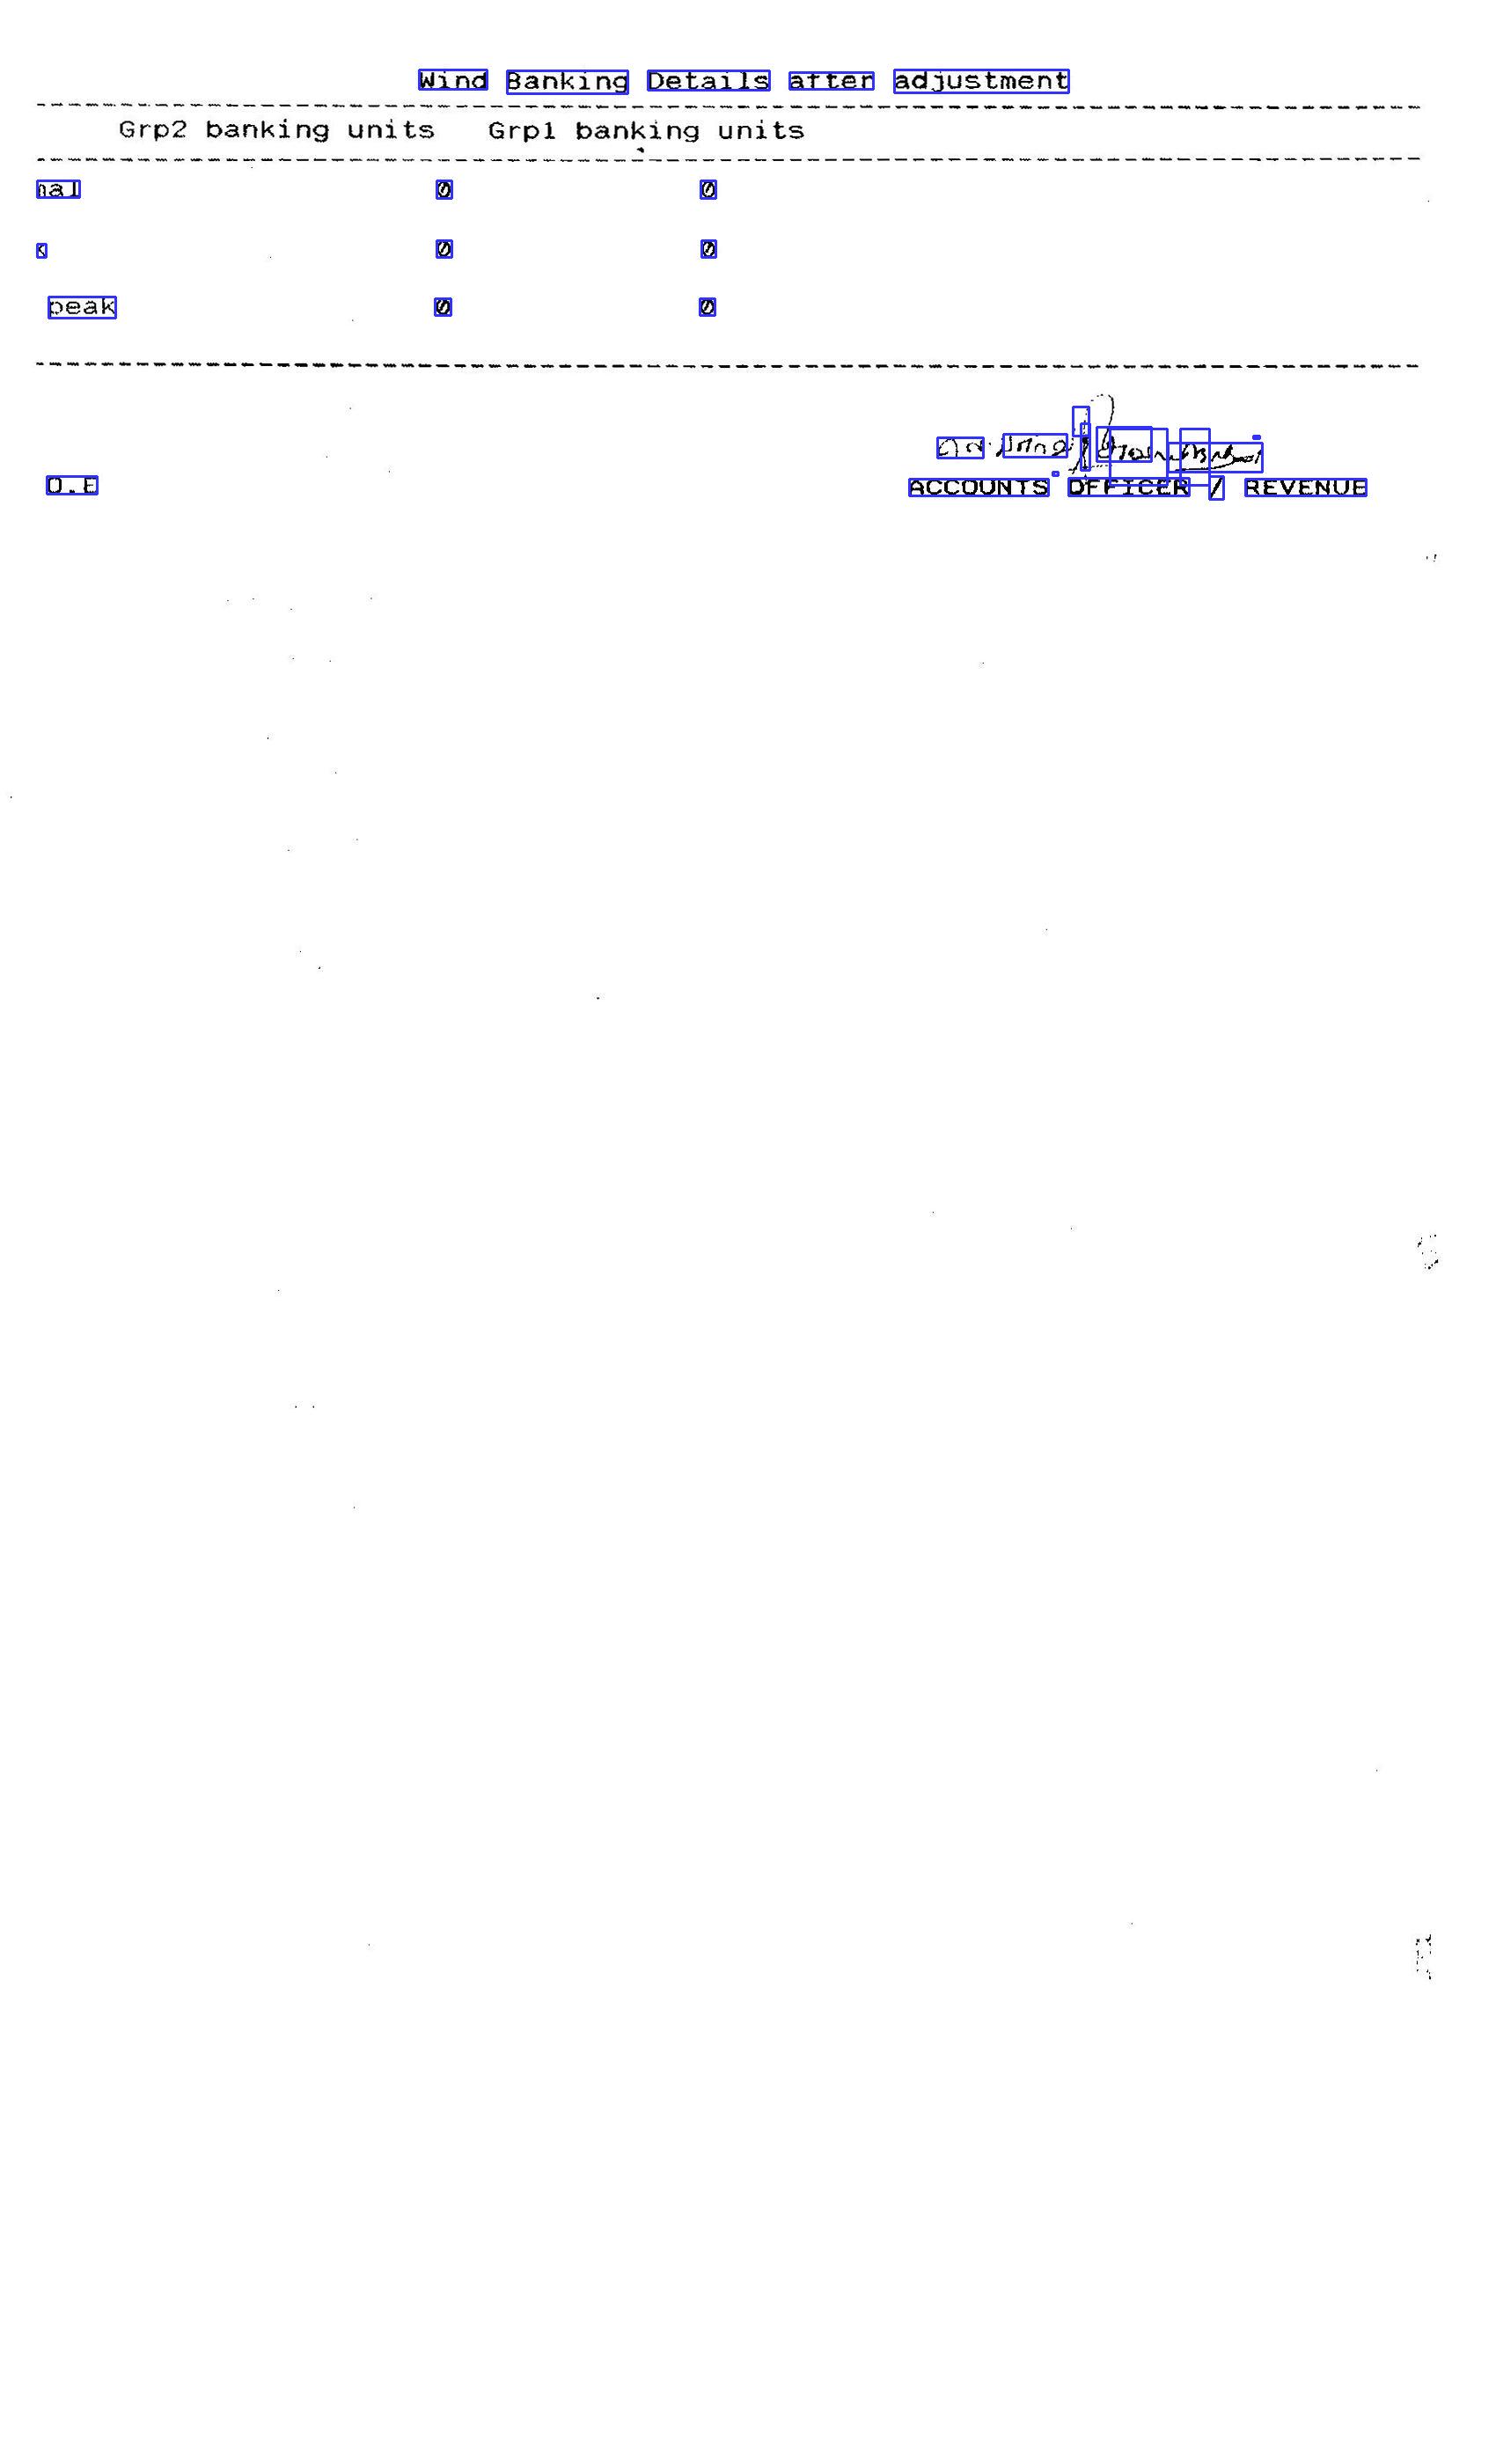 Wind Banking Details after adjustment
Grp2 banking units Grp1 banking units
nal 0 0
k 0 0
peak 0 0
O.E ACCOUNTS OFFICER / REVENUE